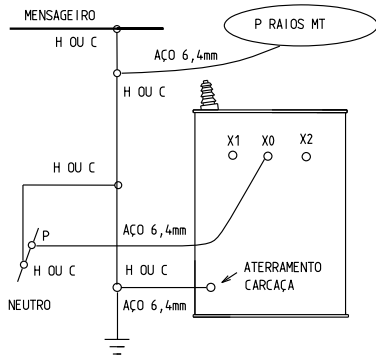 MENSAGEIRO
P RAIOS MT
H OU C
AÇO 6,4mm
H OU C
X1 X0 X2
H OU C
P
AÇO 6,4mm
H OU C
H OU C
ATERRAMENTO
CARCAÇA
NEUTRO
AÇO 6,4mm